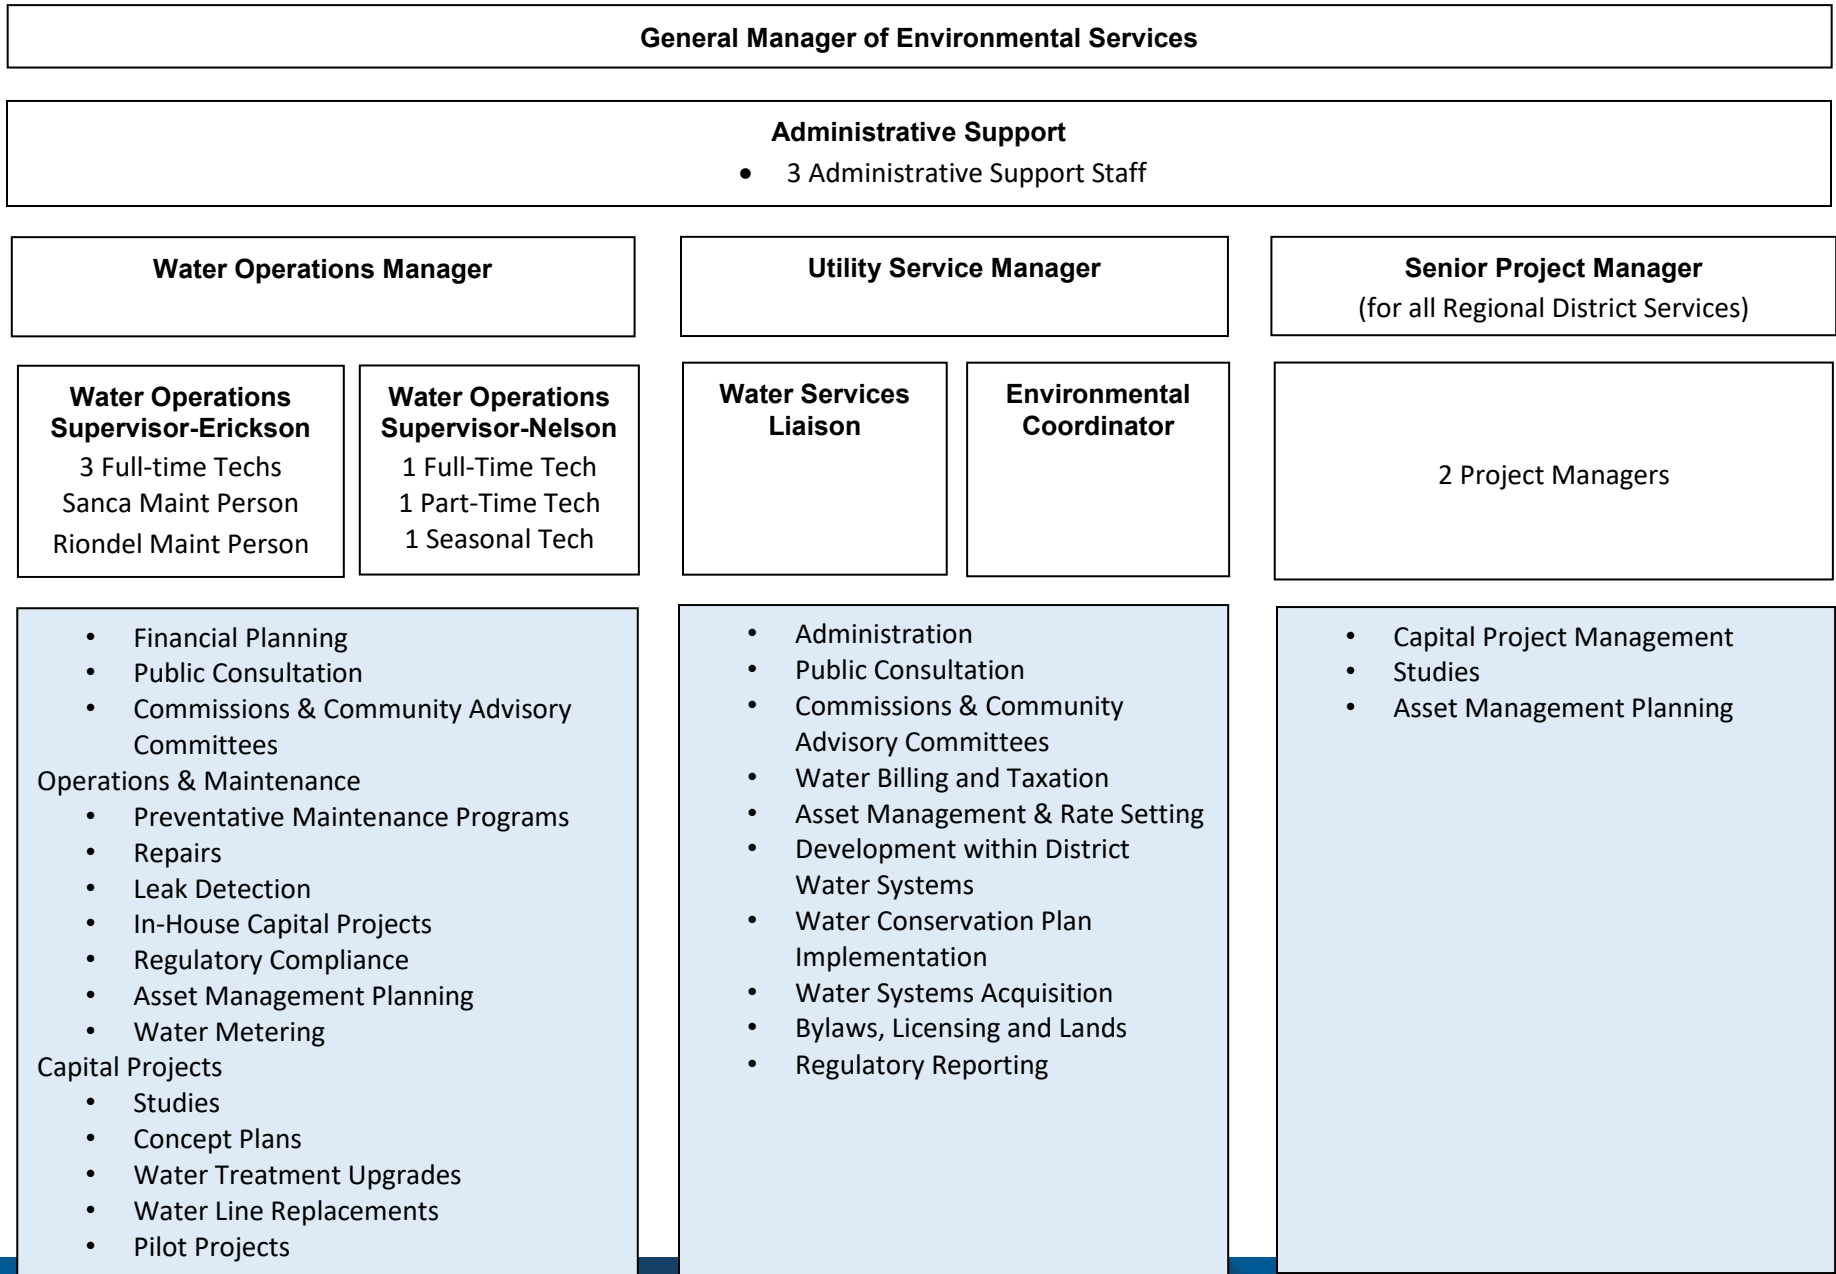 General Manager of Environmental Services
Administrative Support
• 3 Administrative Support Staff
Water Operations Manager
Utility Service Manager
Senior Project Manager
(for all Regional District Services)
Water Operations
Supervisor-Erickson
3 Full-time Techs
Sanca Maint Person
Riondel Maint Person
Water Operations
Supervisor-Nelson
1 Full-Time Tech
1 Part-Time Tech
1 Seasonal Tech
Water Services
Liaison
Environmental
Coordinator
2 Project Managers
• Financial Planning
• Public Consultation
• Commissions & Community Advisory
Committees
Operations & Maintenance
• Preventative Maintenance Programs
• Repairs
• Leak Detection
• In-House Capital Projects
• Regulatory Compliance
• Asset Management Planning
• Water Metering
Capital Projects
• Studies
• Concept Plans
• Water Treatment Upgrades
• Water Line Replacements
• Pilot Projects
• Administration
• Public Consultation
• Commissions & Community
Advisory Committees
• Water Billing and Taxation
• Asset Management & Rate Setting
• Development within District
Water Systems
• Water Conservation Plan
Implementation
• Water Systems Acquisition
• Bylaws, Licensing and Lands
• Regulatory Reporting
• Capital Project Management
• Studies
• Asset Management Planning